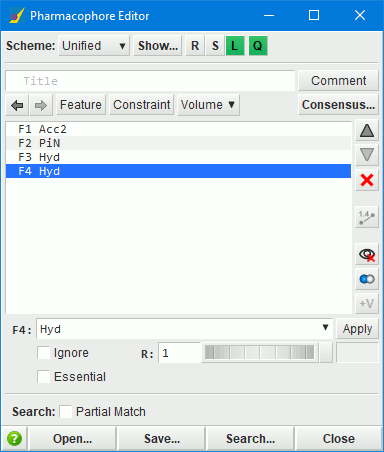 Pharmacophore Editor
Scheme: Unified Show... R S L Q
Title Comment
Feature Constraint Volume Consensus...
F1 Acc2
F2 PiN
F3 Hyd
F4 Hyd
1.4
+V
F4: Hyd Apply
Ignore R: 1
Essential
Search: Partial Match
? Open... Save... Search... Close